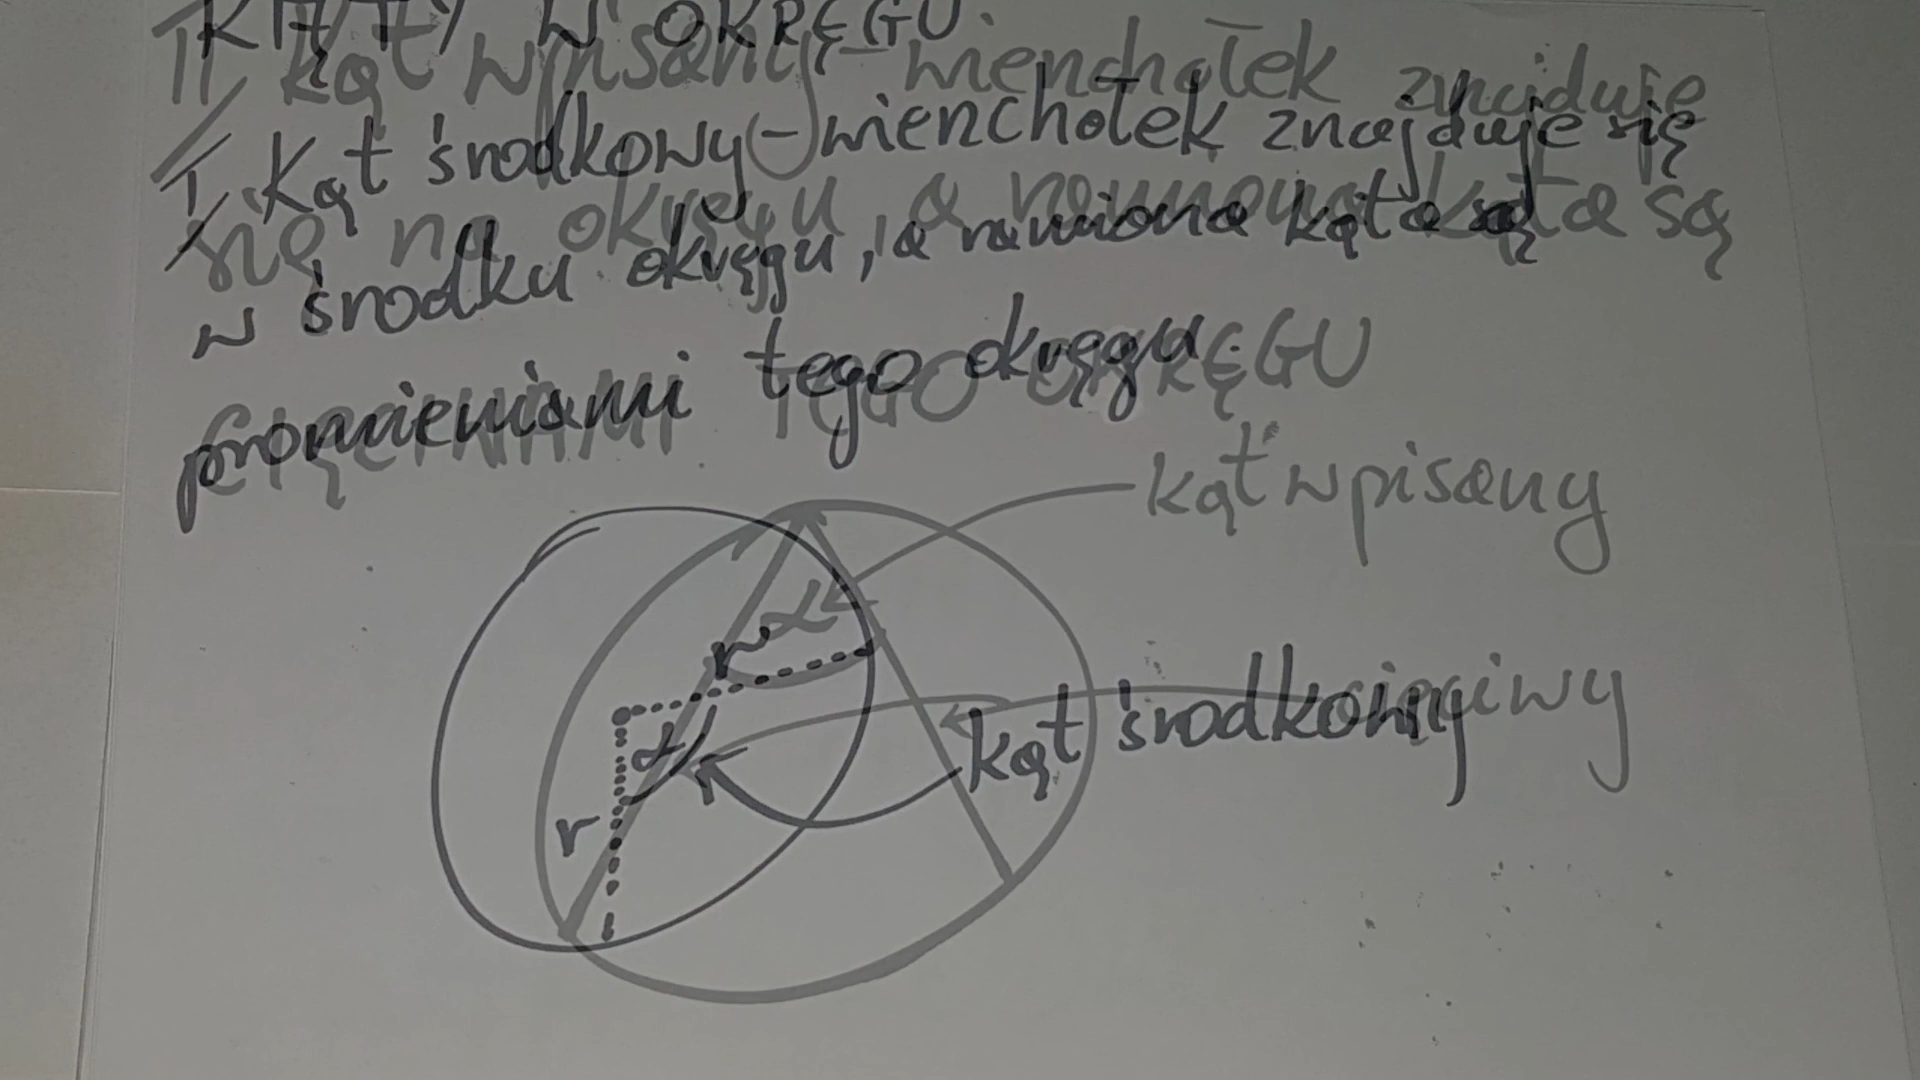 KĄTY W OKRĘGU.
II. kąt wpisany - wierzchołek znajduje
I. Kąt środkowy - wierzchołek znajduje się
się na okręgu a ramiona kąta są
w środku okręgu, a ramiona kąta są
CIĘCIWAMI TEGO OKRĘGU
promieniami tego okręgu.
kąt wpisany
α
r
cięciwy
kąt środkowy
α
r